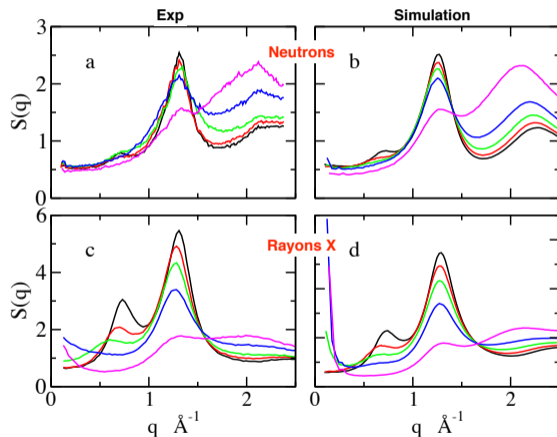 Exp
Simulation
3
2
1
0
S(q)
a
Neutrons
b
6
4
2
0
S(q)
c
Rayons X
d
0
1
2
q Å-1
0
1
2
q Å-1